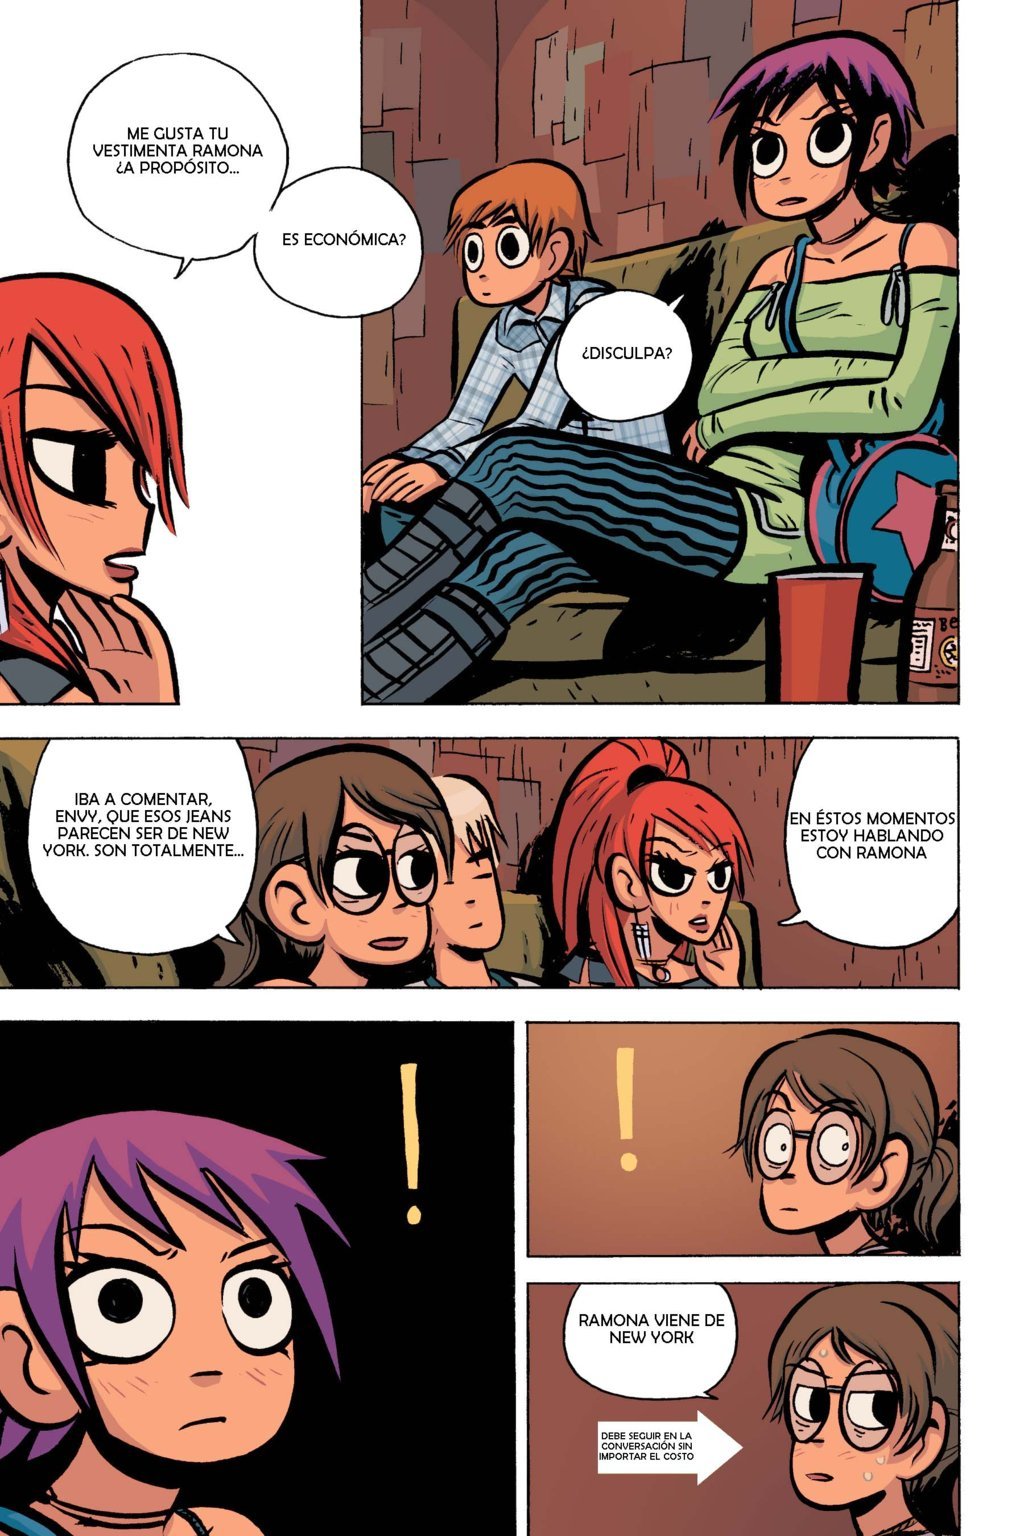 ME GUSTA TU
VESTIMENTA RAMONA
¿A PROPÓSITO...
ES ECONÓMICA?
¿DISCULPA?
BE
IBA A COMENTAR,
ENVY, QUE ESOS JEANS
PARECEN SER DE NEW
YORK. SON TOTALMENTE...
EN ÉSTOS MOMENTOS
ESTOY HABLANDO
CON RAMONA
!
!
RAMONA VIENE DE
NEW YORK
DEBE SEGUIR EN LA
CONVERSACIÓN SIN
IMPORTAR EL COSTO